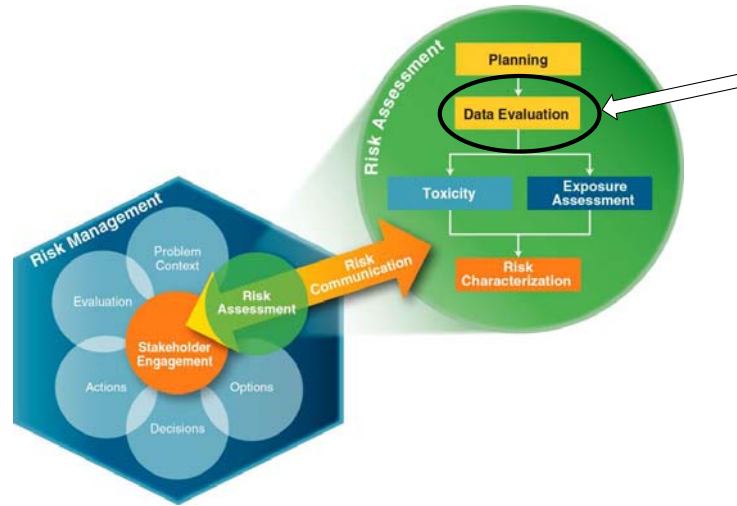 Risk Assessment
Planning
Data Evaluation
Toxicity
Exposure
Assessment
Risk
Characterization
Risk Management
Problem
Context
Evaluation
Risk
Assessment
Risk
Communication
Stakeholder
Engagement
Actions
Options
Decisions